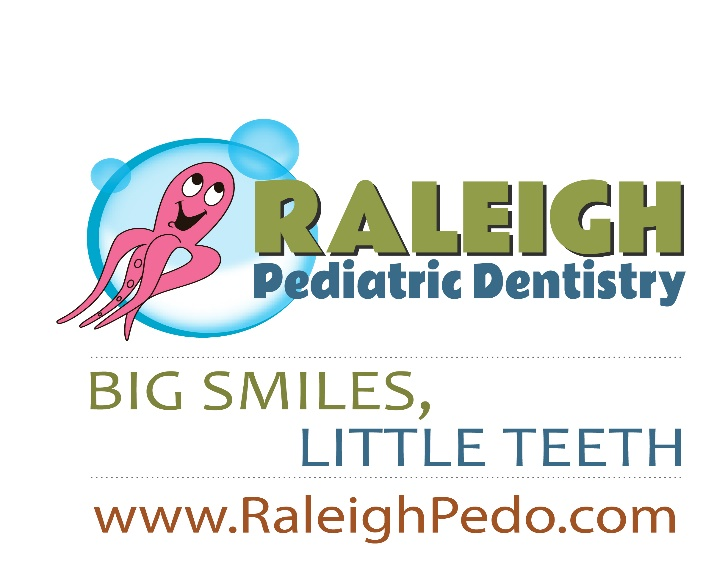 RALEIGH
Pediatric Dentistry
BIG SMILES,
LITTLE TEETH
www.RaleighPedo.com